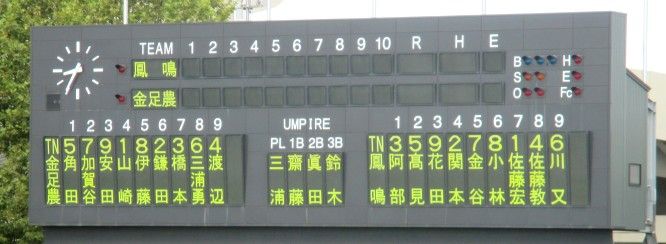 TEAM 1 2 3 4 5 6 7 8 9 10 R H E
鳳鳴
金足農
B H
S E
O Fc
1 2 3 4 5 6 7 8 9
UMPIRE
PL 1B 2B 3B
1 2 3 4 5 6 7 8 9
TN 5 7 9 1 8 2 3 6 4
金足農 角田 加賀谷 安田 山崎 伊藤 鎌田 橋本 三浦勇 渡辺
三浦 齋藤 眞田 鈴木
TN 3 5 9 2 7 8 1 4 6
鳳鳴 阿部 高見 花田 関本 金谷 小林 佐藤宏 佐藤教 川又